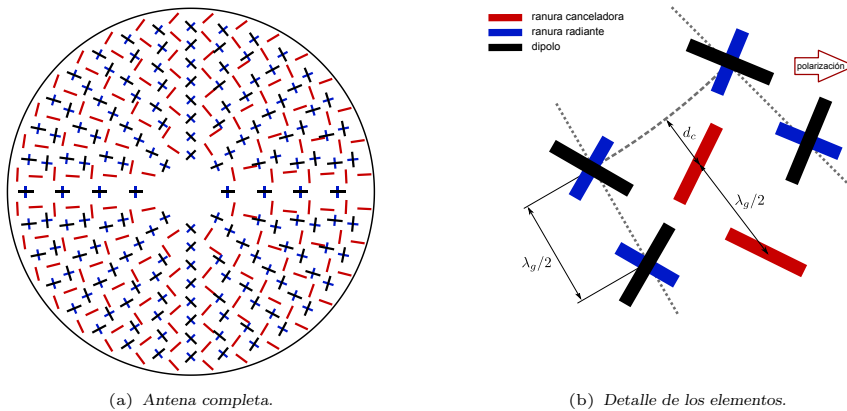 ranura canceladora
ranura radiante
dipolo
polarización
d_c
λ_g/2
λ_g/2
(a) Antena completa.
(b) Detalle de los elementos.